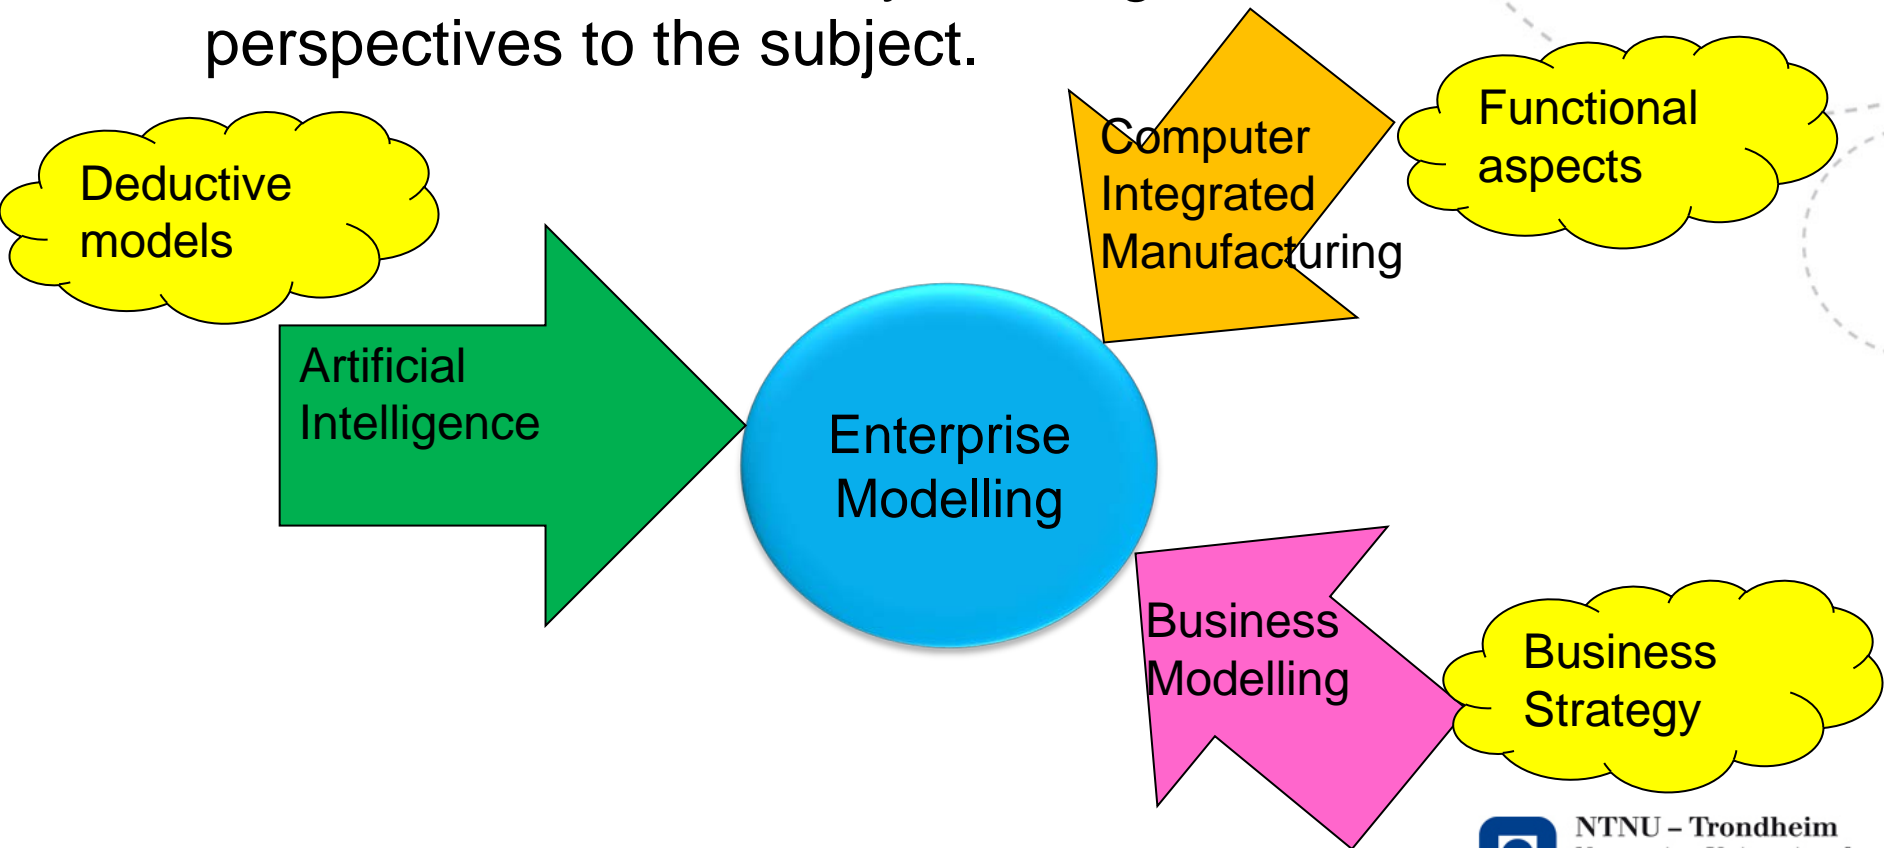 perspectives to the subject.
Deductive
models
Artificial
Intelligence
Computer
Integrated
Manufacturing
Functional
aspects
Enterprise
Modelling
Business
Modelling
Business
Strategy
NTNU – Trondheim